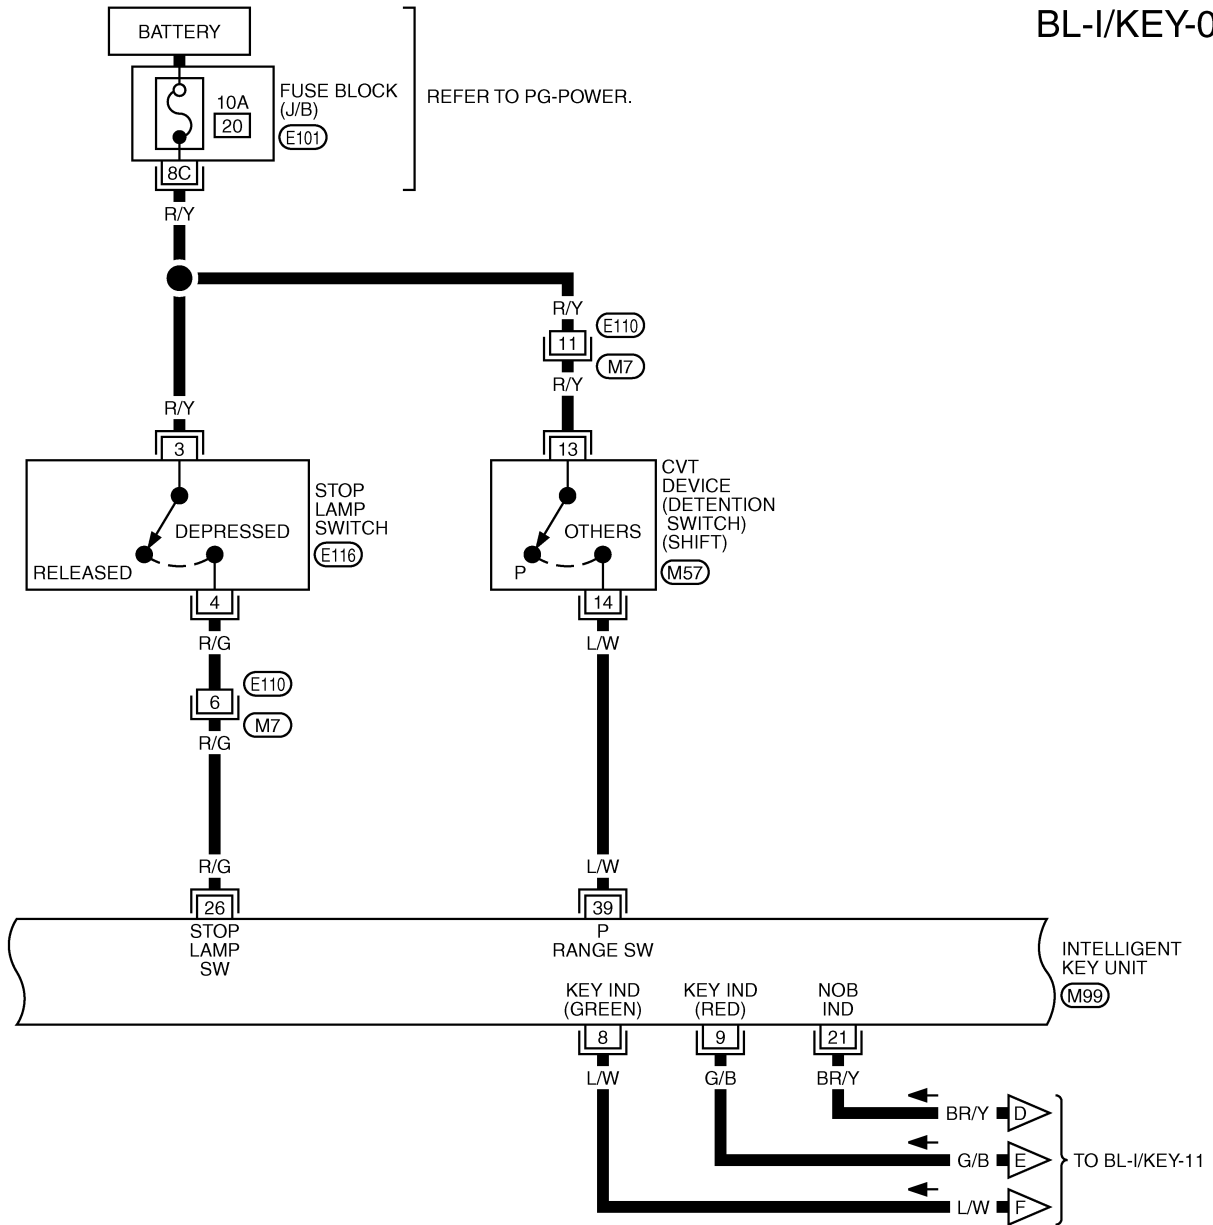 BL-I/KEY-0
BATTERY
10A
20
FUSE BLOCK
(J/B)
E101
REFER TO PG-POWER.
8C
R/Y
R/Y
E110
11
M7
R/Y
R/Y
3
13
DEPRESSED
RELEASED
STOP
LAMP
SWITCH
E116
OTHERS
P
CVT
DEVICE
(DETENTION
SWITCH)
(SHIFT)
M57
4
14
R/G
L/W
E110
6
M7
R/G
R/G
L/W
26
39
STOP
LAMP
SW
P
RANGE SW
INTELLIGENT
KEY UNIT
M99
KEY IND
(GREEN)
KEY IND
(RED)
NOB
IND
8
9
21
L/W
G/B
BR/Y
BR/Y
D
G/B
E
TO BL-I/KEY-11
L/W
F